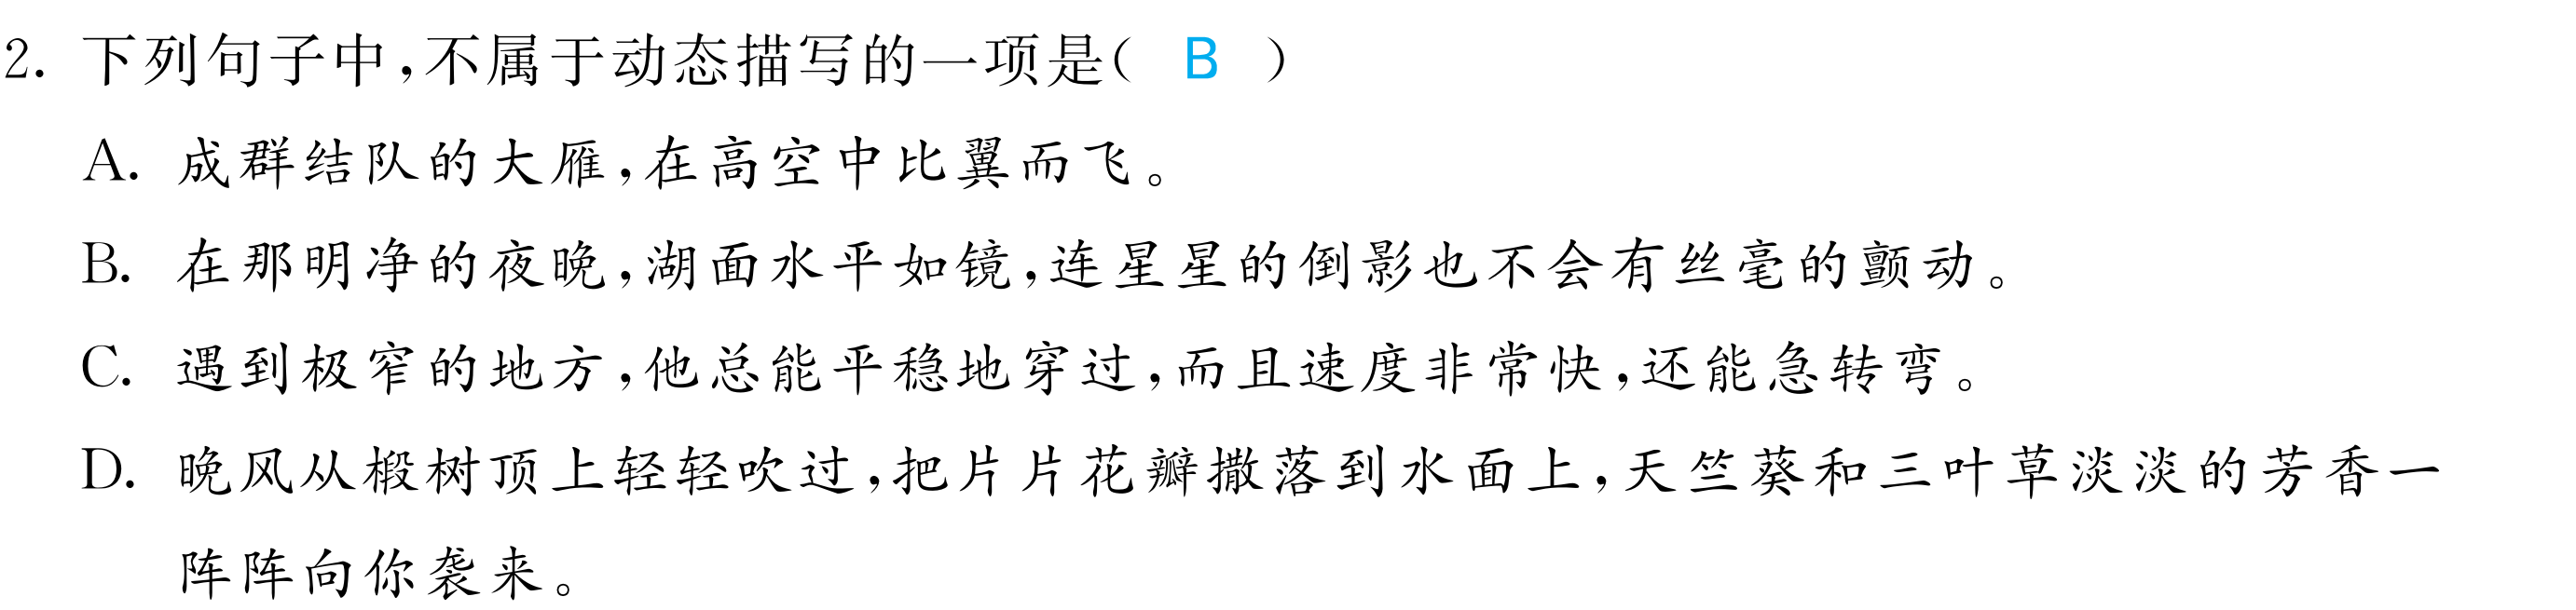 2. 下列句子中,不属于动态描写的一项是( B )
A. 成群结队的大雁,在高空中比翼而飞。
B. 在那明净的夜晚,湖面水平如镜,连星星的倒影也不会有丝毫的颤动。
C. 遇到极窄的地方,他总能平稳地穿过,而且速度非常快,还能急转弯。
D. 晚风从椴树顶上轻轻吹过,把片片花瓣撒落到水面上,天竺葵和三叶草淡淡的芳香一
阵阵向你袭来。